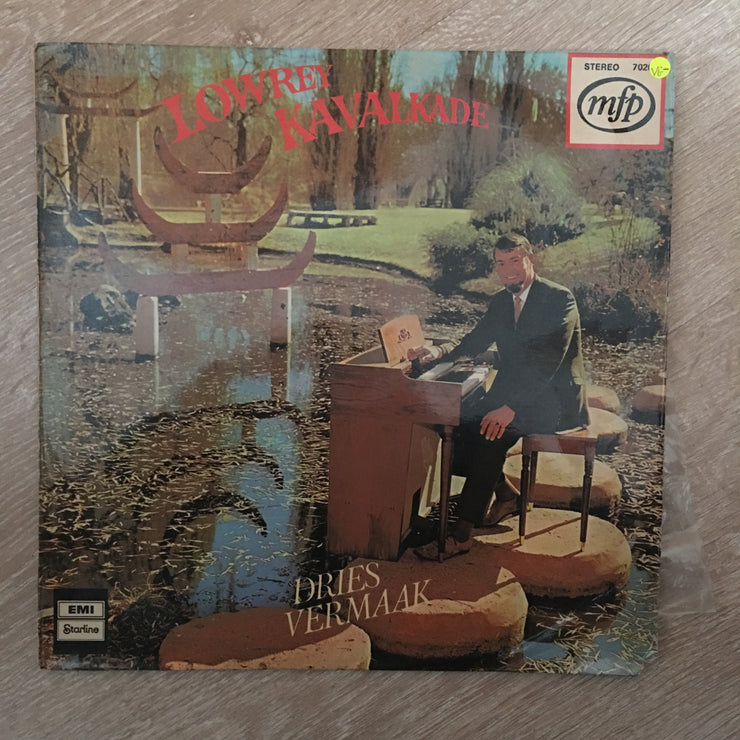 LOWREY
KAVALKADE
STEREO
mfp
DRIES
VERMAAK
EMI
Starline